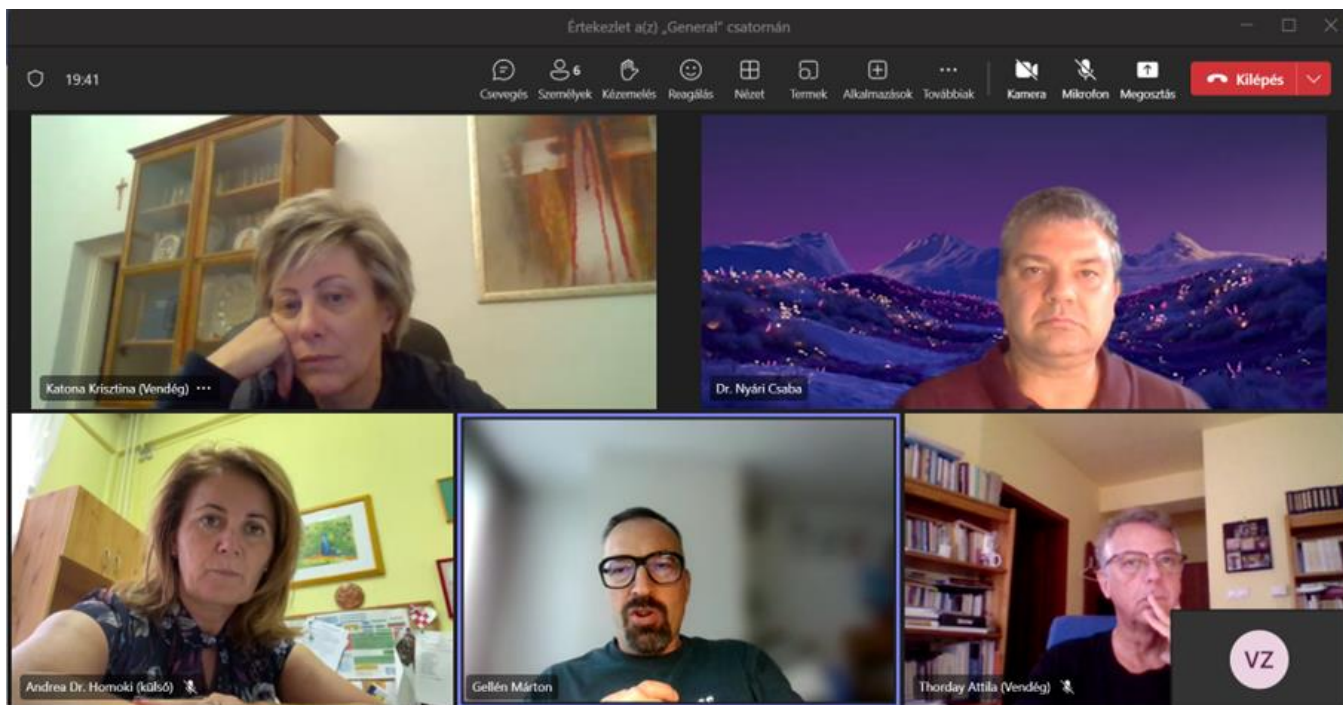 Értekezlet a(z) „General” csatornán
19:41
6
Csevegés Személyek Kézemelés Reagálás Nézet Termek Alkalmazások Továbbiak Kamera Mikrofon Megosztás Kilépés
Katona Krisztina (Vendég)
Dr. Nyári Csaba
Andrea Dr. Homoki (külső)
Gellén Márton
Thorday Attila (Vendég)
VZ